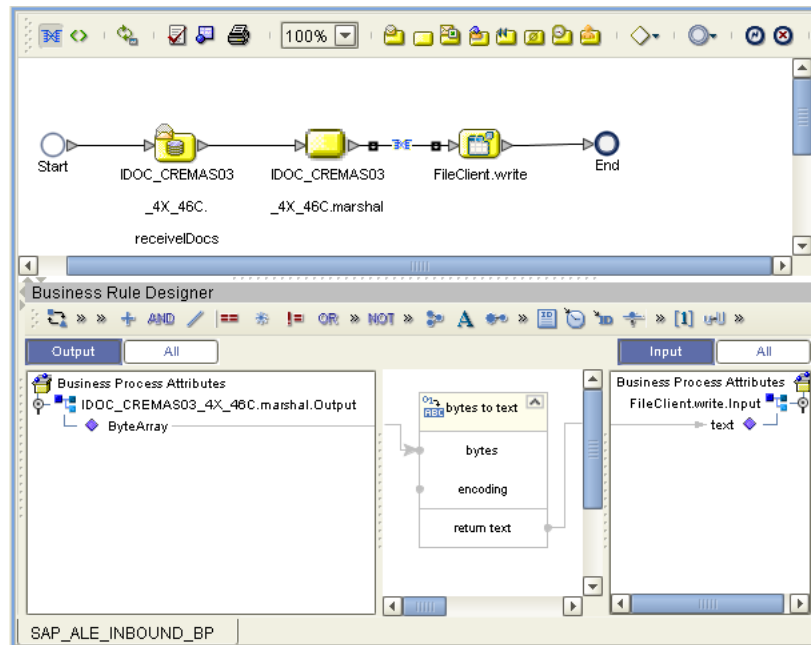 100%
Start
IDOC_CREMAS03
_4X_46C.
receiveIDocs
IDOC_CREMAS03
_4X_46C.marshal
FileClient.write
End
Business Rule Designer
» » AND == != OR » NOT » A » » [1] »
Output All
Input All
Business Process Attributes
IDOC_CREMAS03_4X_46C.marshal.Output
ByteArray
bytes to text
bytes
encoding
return text
Business Process Attributes
FileClient.write.Input
text
SAP_ALE_INBOUND_BP